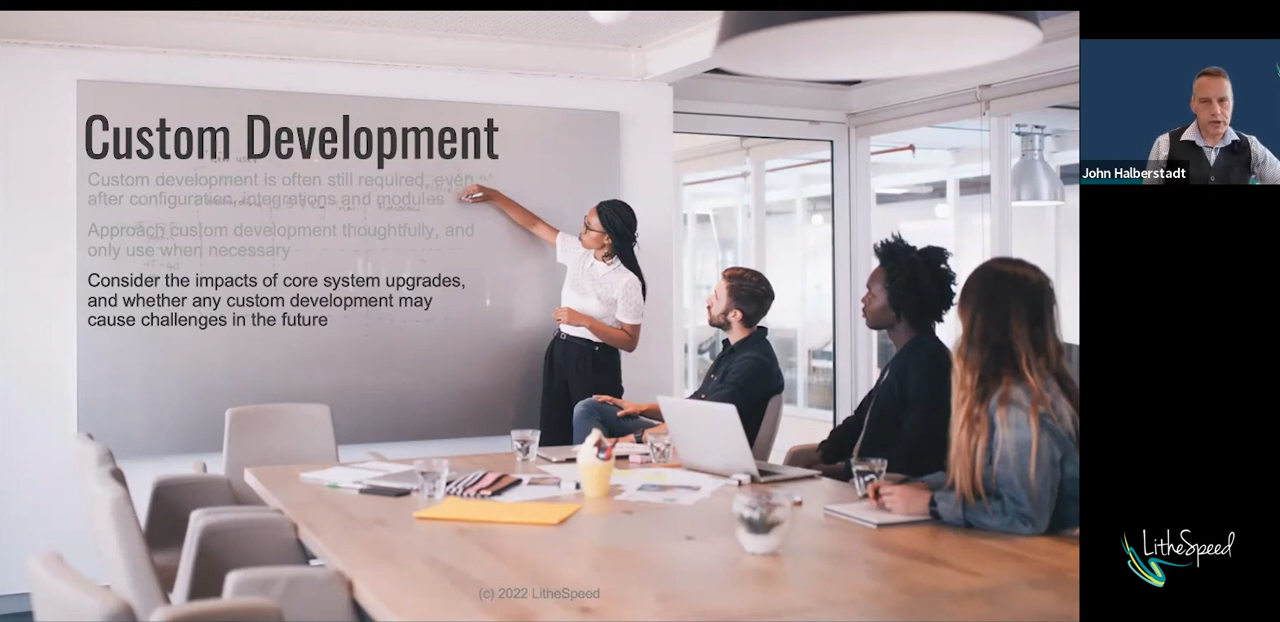 Custom Development
Custom development is often still required, even
after configuration, integrations and modules
Approach custom development thoughtfully, and
only use when necessary
Consider the impacts of core system upgrades,
and whether any custom development may
cause challenges in the future
(c) 2022 LitheSpeed
John Halberstadt
LitheSpeed